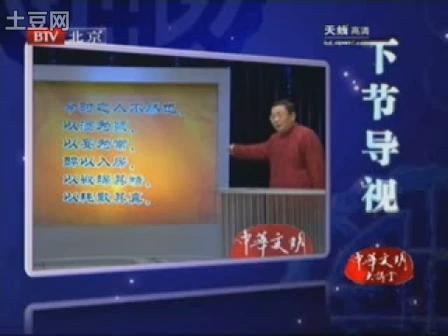 土豆网
BTV 北京
天线 高清
下节导视
今时之人不然也，
以酒为浆，
以妄为常，
醉以入房，
以欲竭其精，
以耗散其真，
中华文明
中华文明
大讲堂